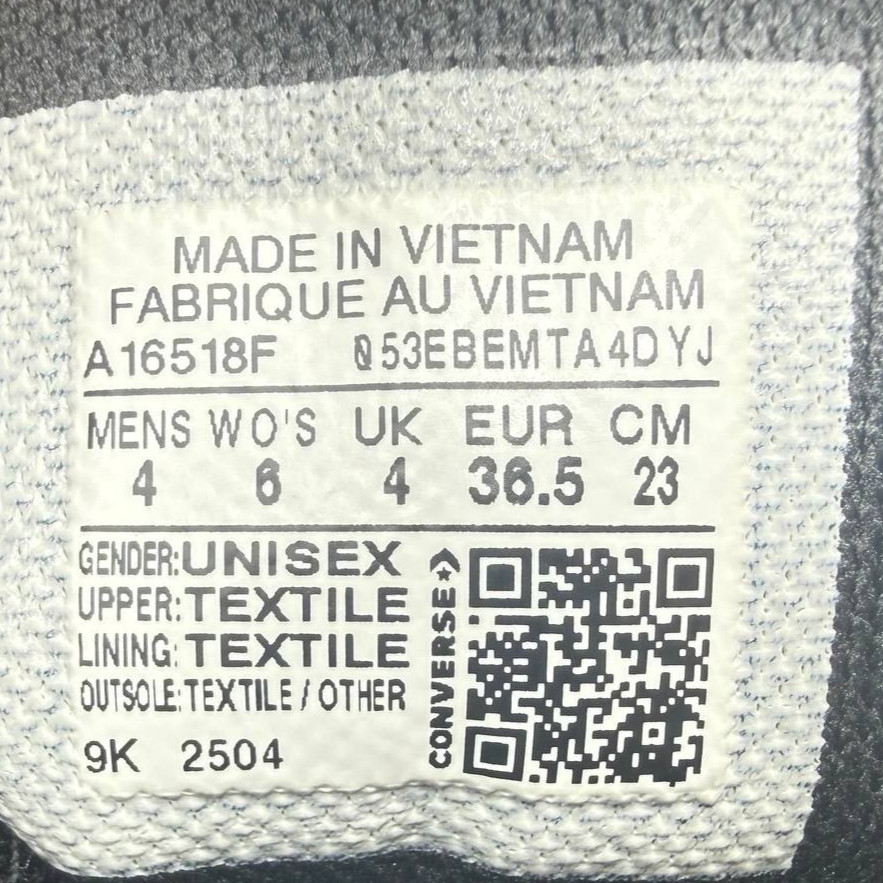 MADE IN VIETNAM
FABRIQUE AU VIETNAM
A16518F 053EBEMTA4DYJ
MENS WO'S UK EUR CM
4 6 4 36.5 23
GENDER:UNISEX
UPPER:TEXTILE
LINING:TEXTILE
OUTSOLE:TEXTILE / OTHER
9K 2504
CONVERSE